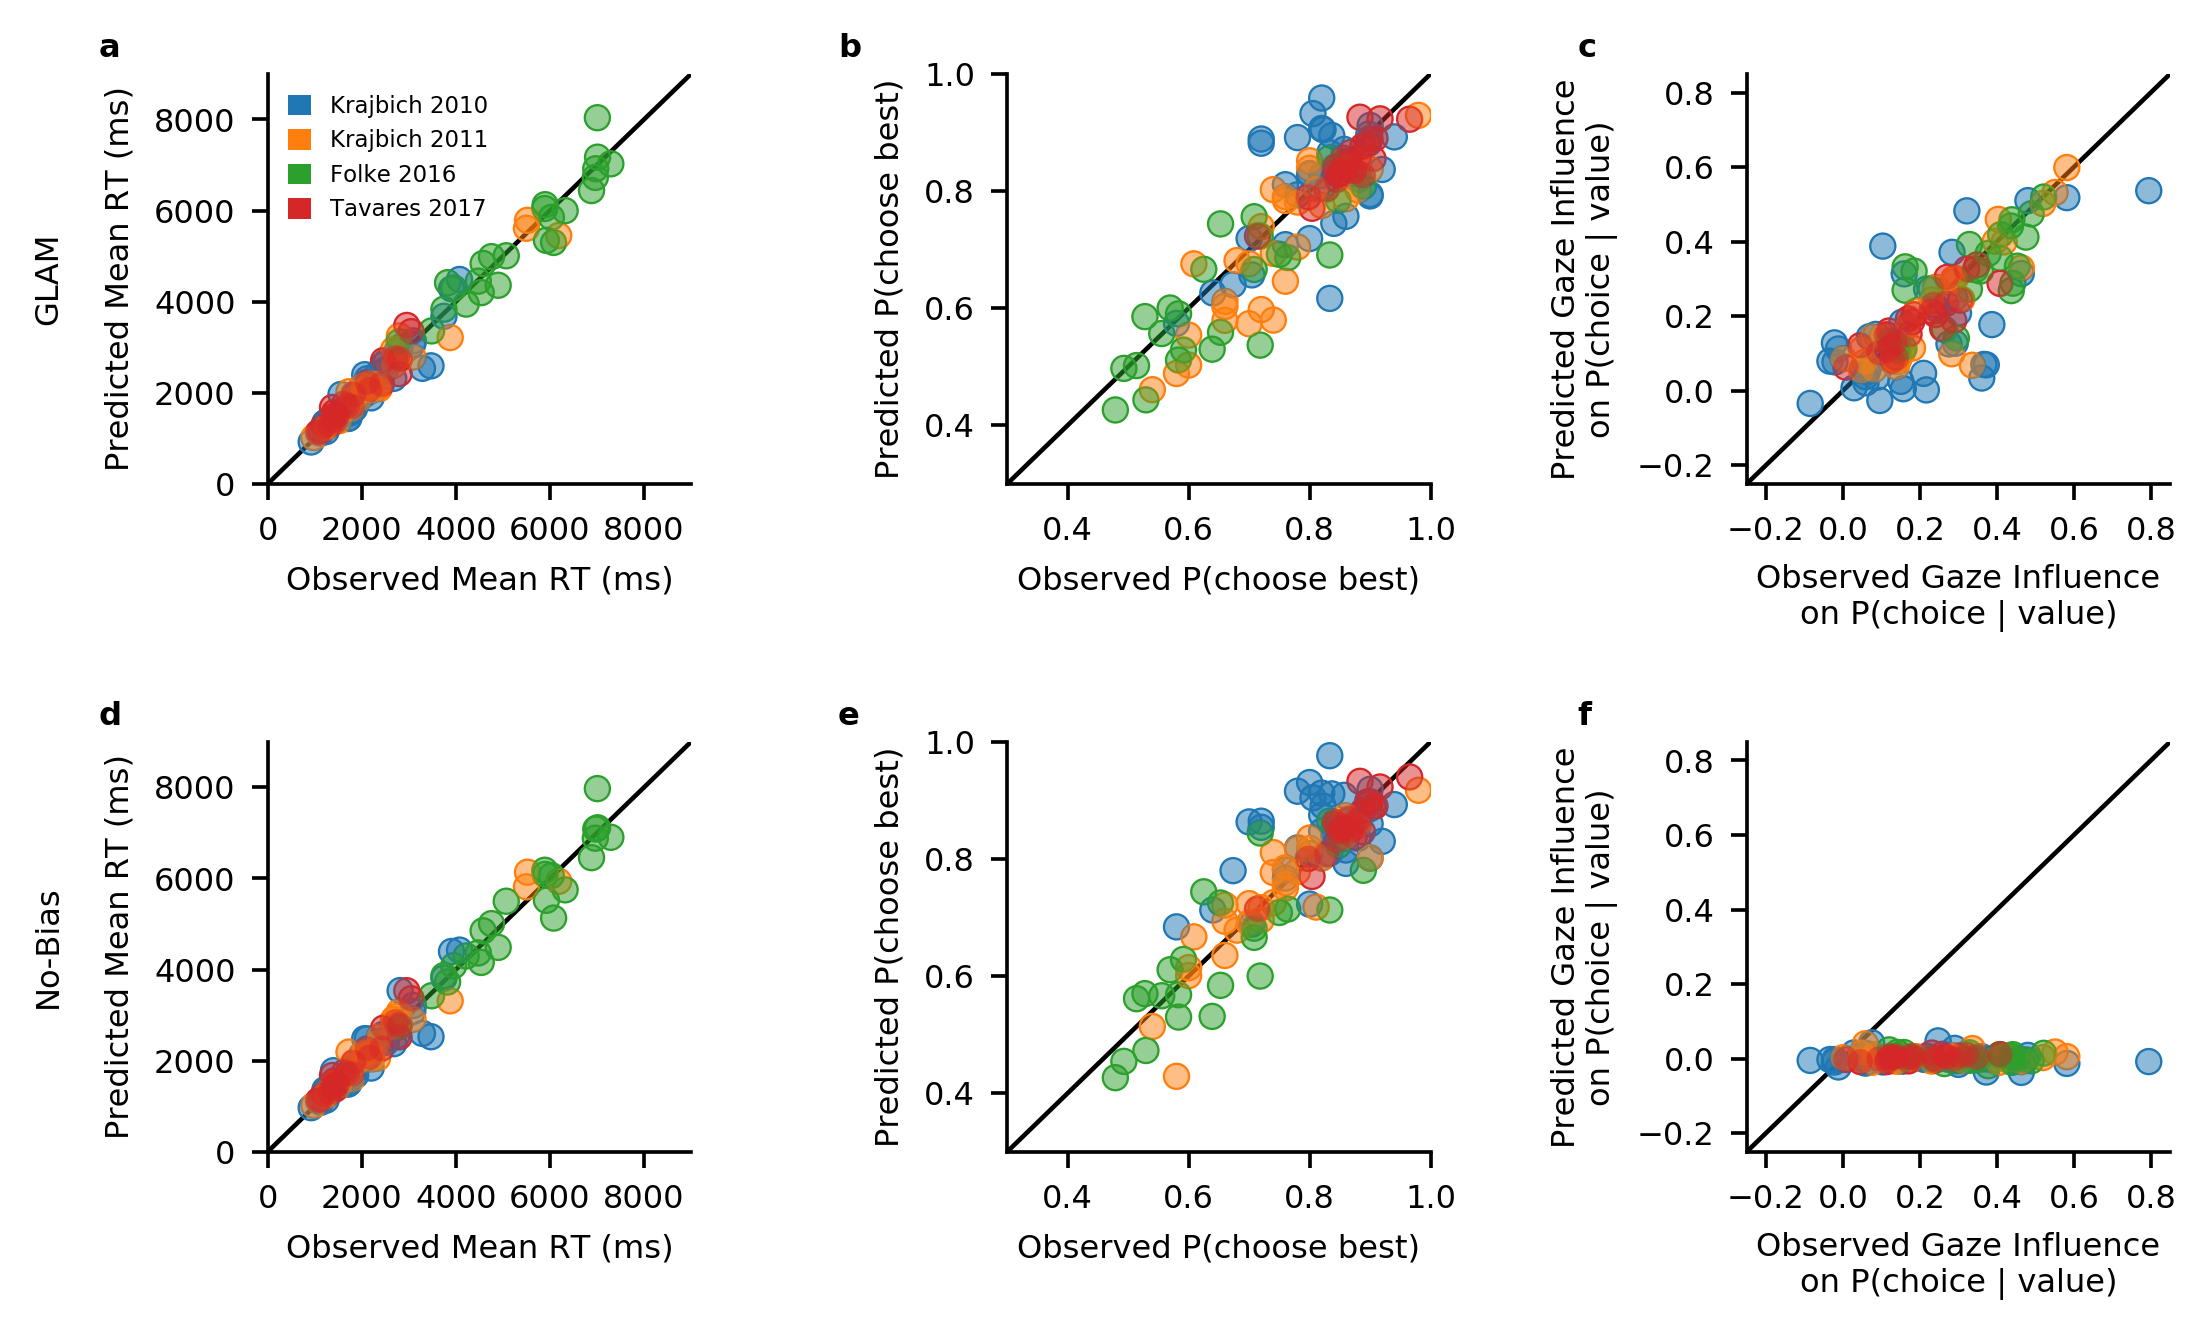 a
GLAM
Predicted Mean RT (ms)
8000
6000
4000
2000
0
0 2000 4000 6000 8000
Observed Mean RT (ms)
Krajbich 2010
Krajbich 2011
Folke 2016
Tavares 2017
b
Predicted P(choose best)
1.0
0.8
0.6
0.4
0.4 0.6 0.8 1.0
Observed P(choose best)
c
Predicted Gaze Influence
on P(choice | value)
0.8
0.6
0.4
0.2
0.0
−0.2
−0.2 0.0 0.2 0.4 0.6 0.8
Observed Gaze Influence
on P(choice | value)
d
No-Bias
Predicted Mean RT (ms)
8000
6000
4000
2000
0
0 2000 4000 6000 8000
Observed Mean RT (ms)
e
Predicted P(choose best)
1.0
0.8
0.6
0.4
0.4 0.6 0.8 1.0
Observed P(choose best)
f
Predicted Gaze Influence
on P(choice | value)
0.8
0.6
0.4
0.2
0.0
−0.2
−0.2 0.0 0.2 0.4 0.6 0.8
Observed Gaze Influence
on P(choice | value)